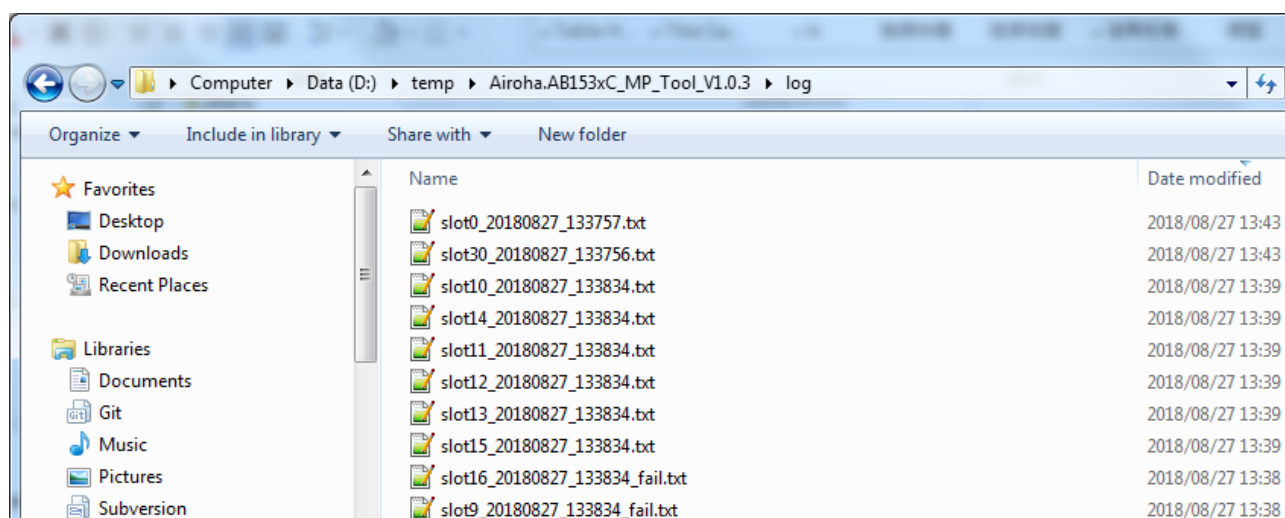 Computer Data (D:) temp Airoha.AB153xC_MP_Tool_V1.0.3 log
Organize Include in library Share with New folder
Favorites
Desktop
Downloads
Recent Places
Libraries
Documents
Git
Music
Pictures
Subversion
Name Date modified
slot0_20180827_133757.txt 2018/08/27 13:43
slot30_20180827_133756.txt 2018/08/27 13:43
slot10_20180827_133834.txt 2018/08/27 13:39
slot14_20180827_133834.txt 2018/08/27 13:39
slot11_20180827_133834.txt 2018/08/27 13:39
slot12_20180827_133834.txt 2018/08/27 13:39
slot13_20180827_133834.txt 2018/08/27 13:39
slot15_20180827_133834.txt 2018/08/27 13:39
slot16_20180827_133834_fail.txt 2018/08/27 13:38
slot9_20180827_133834_fail.txt 2018/08/27 13:38